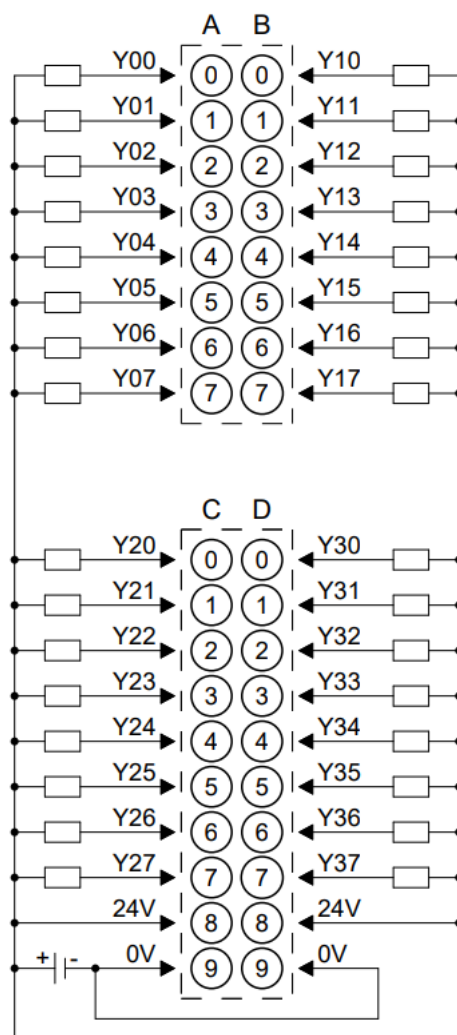 A B
Y00 0 0 Y10
Y01 1 1 Y11
Y02 2 2 Y12
Y03 3 3 Y13
Y04 4 4 Y14
Y05 5 5 Y15
Y06 6 6 Y16
Y07 7 7 Y17
C D
Y20 0 0 Y30
Y21 1 1 Y31
Y22 2 2 Y32
Y23 3 3 Y33
Y24 4 4 Y34
Y25 5 5 Y35
Y26 6 6 Y36
Y27 7 7 Y37
24V 8 8 24V
+ - 0V 9 9 0V